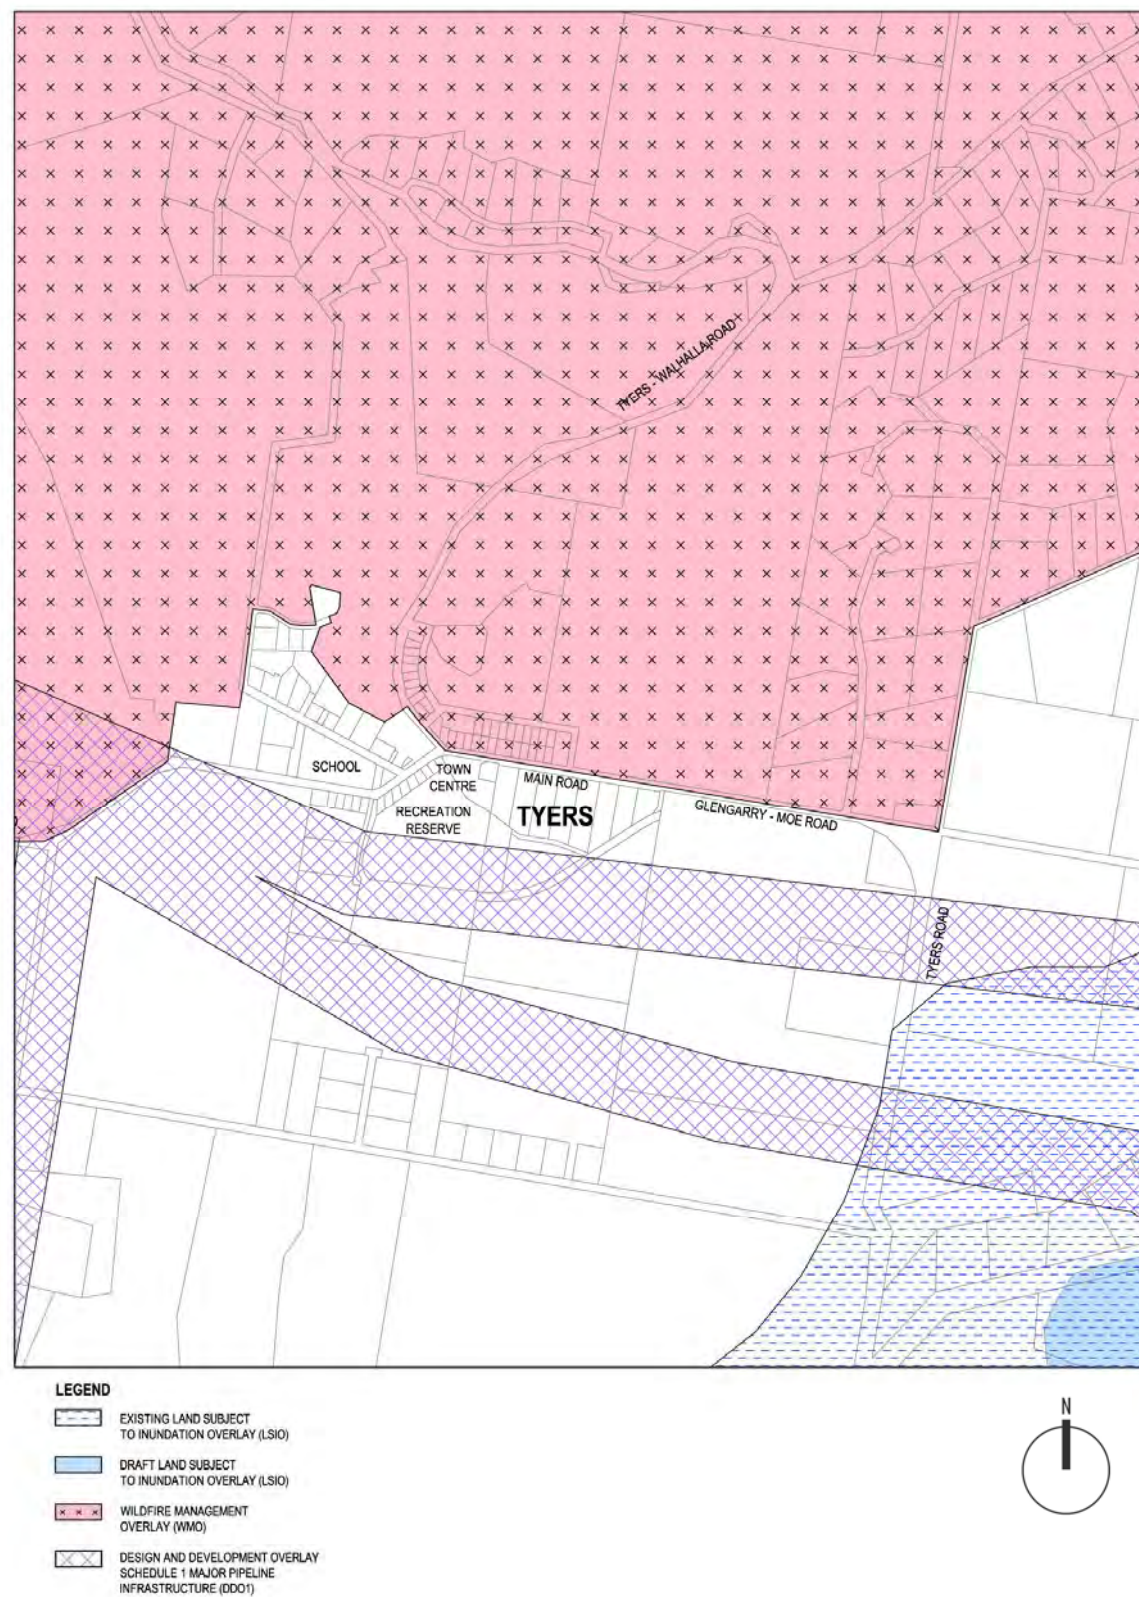 TYERS - WALHALLA ROAD
SCHOOL
TOWN
CENTRE
MAIN ROAD
RECREATION
RESERVE
TYERS
GLENGARRY - MOE ROAD
TYERS ROAD
LEGEND
EXISTING LAND SUBJECT
TO INUNDATION OVERLAY (LSIO)
DRAFT LAND SUBJECT
TO INUNDATION OVERLAY (LSIO)
WILDFIRE MANAGEMENT
OVERLAY (WMO)
DESIGN AND DEVELOPMENT OVERLAY
SCHEDULE 1 MAJOR PIPELINE
INFRASTRUCTURE (DDO1)
N